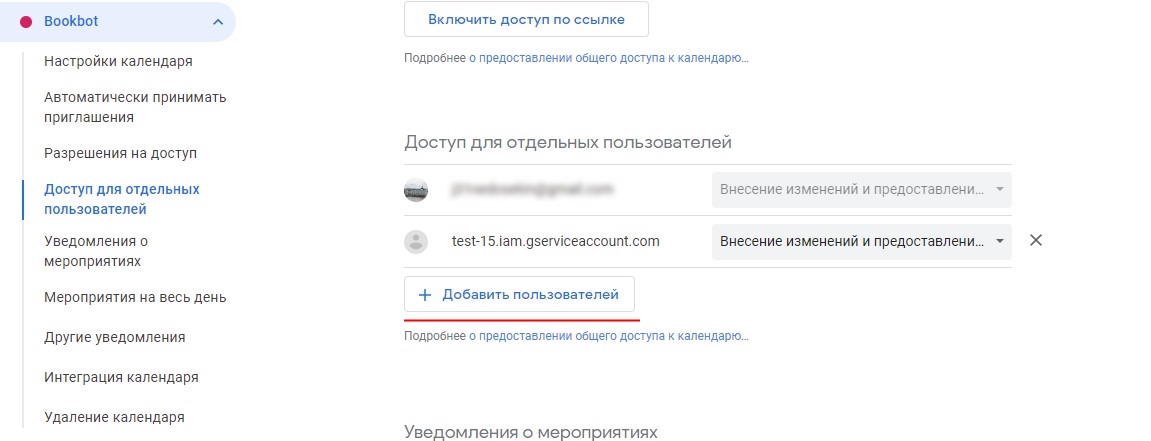 Bookbot
Настройки календаря
Автоматически принимать
приглашения
Разрешения на доступ
Доступ для отдельных
пользователей
Уведомления о
мероприятиях
Мероприятия на весь день
Другие уведомления
Интеграция календаря
Удаление календаря
Включить доступ по ссылке
Подробнее о предоставлении общего доступа к календарю…
Доступ для отдельных пользователей
Внесение изменений и предоставлени…
test-15.iam.gserviceaccount.com
Внесение изменений и предоставлени…
Добавить пользователей
Подробнее о предоставлении общего доступа к календарю…
Уведомления о мероприятиях